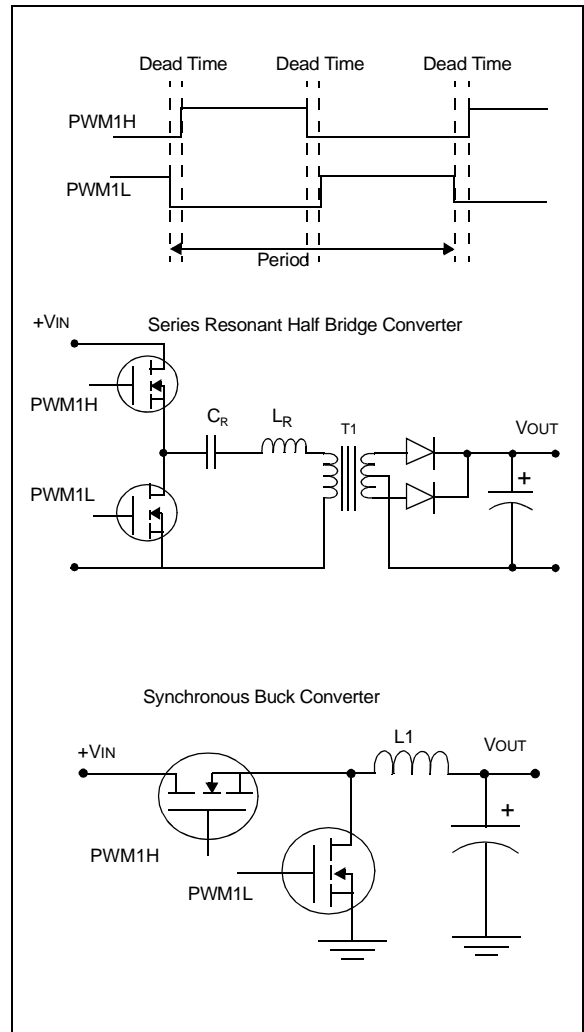 Dead Time Dead Time Dead Time
PWM1H
PWM1L
Period
+VIN Series Resonant Half Bridge Converter
PWM1H
CR LR T1 VOUT
+
PWM1L
Synchronous Buck Converter
+VIN L1 VOUT
+
PWM1H
PWM1L